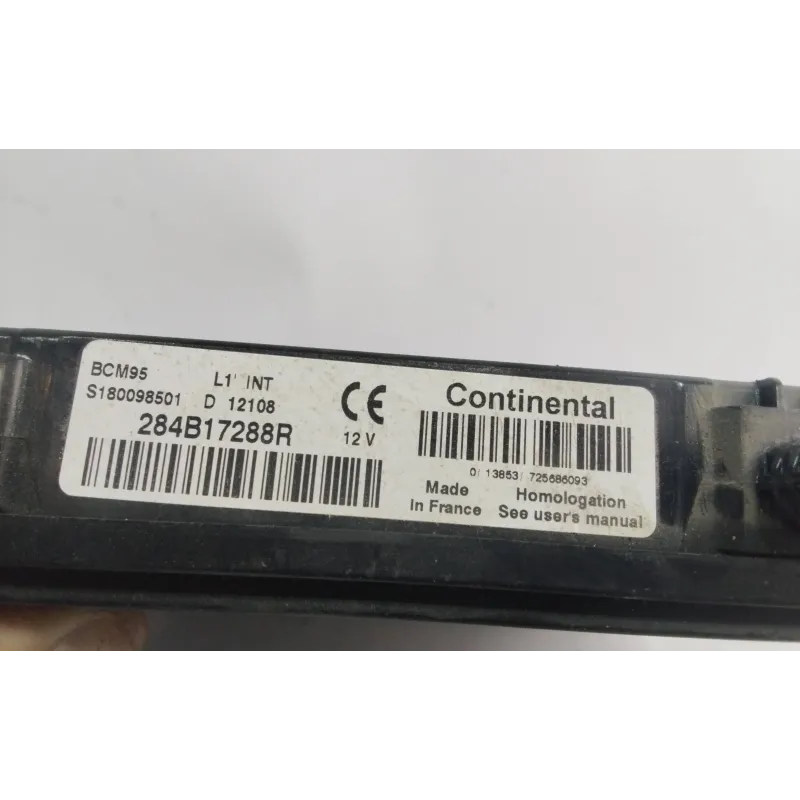 BCM95 L1' INT
S180098501 D 12108
284B17288R
CE
12 V
Continental
0/ 13853/ 725686093
Made
In France
Homologation
See user's manual